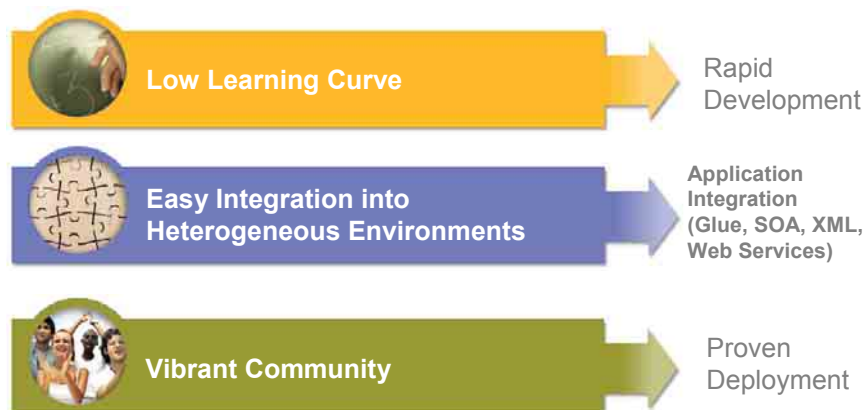 Low Learning Curve
Rapid
Development
Easy Integration into
Heterogeneous Environments
Application
Integration
(Glue, SOA, XML,
Web Services)
Vibrant Community
Proven
Deployment